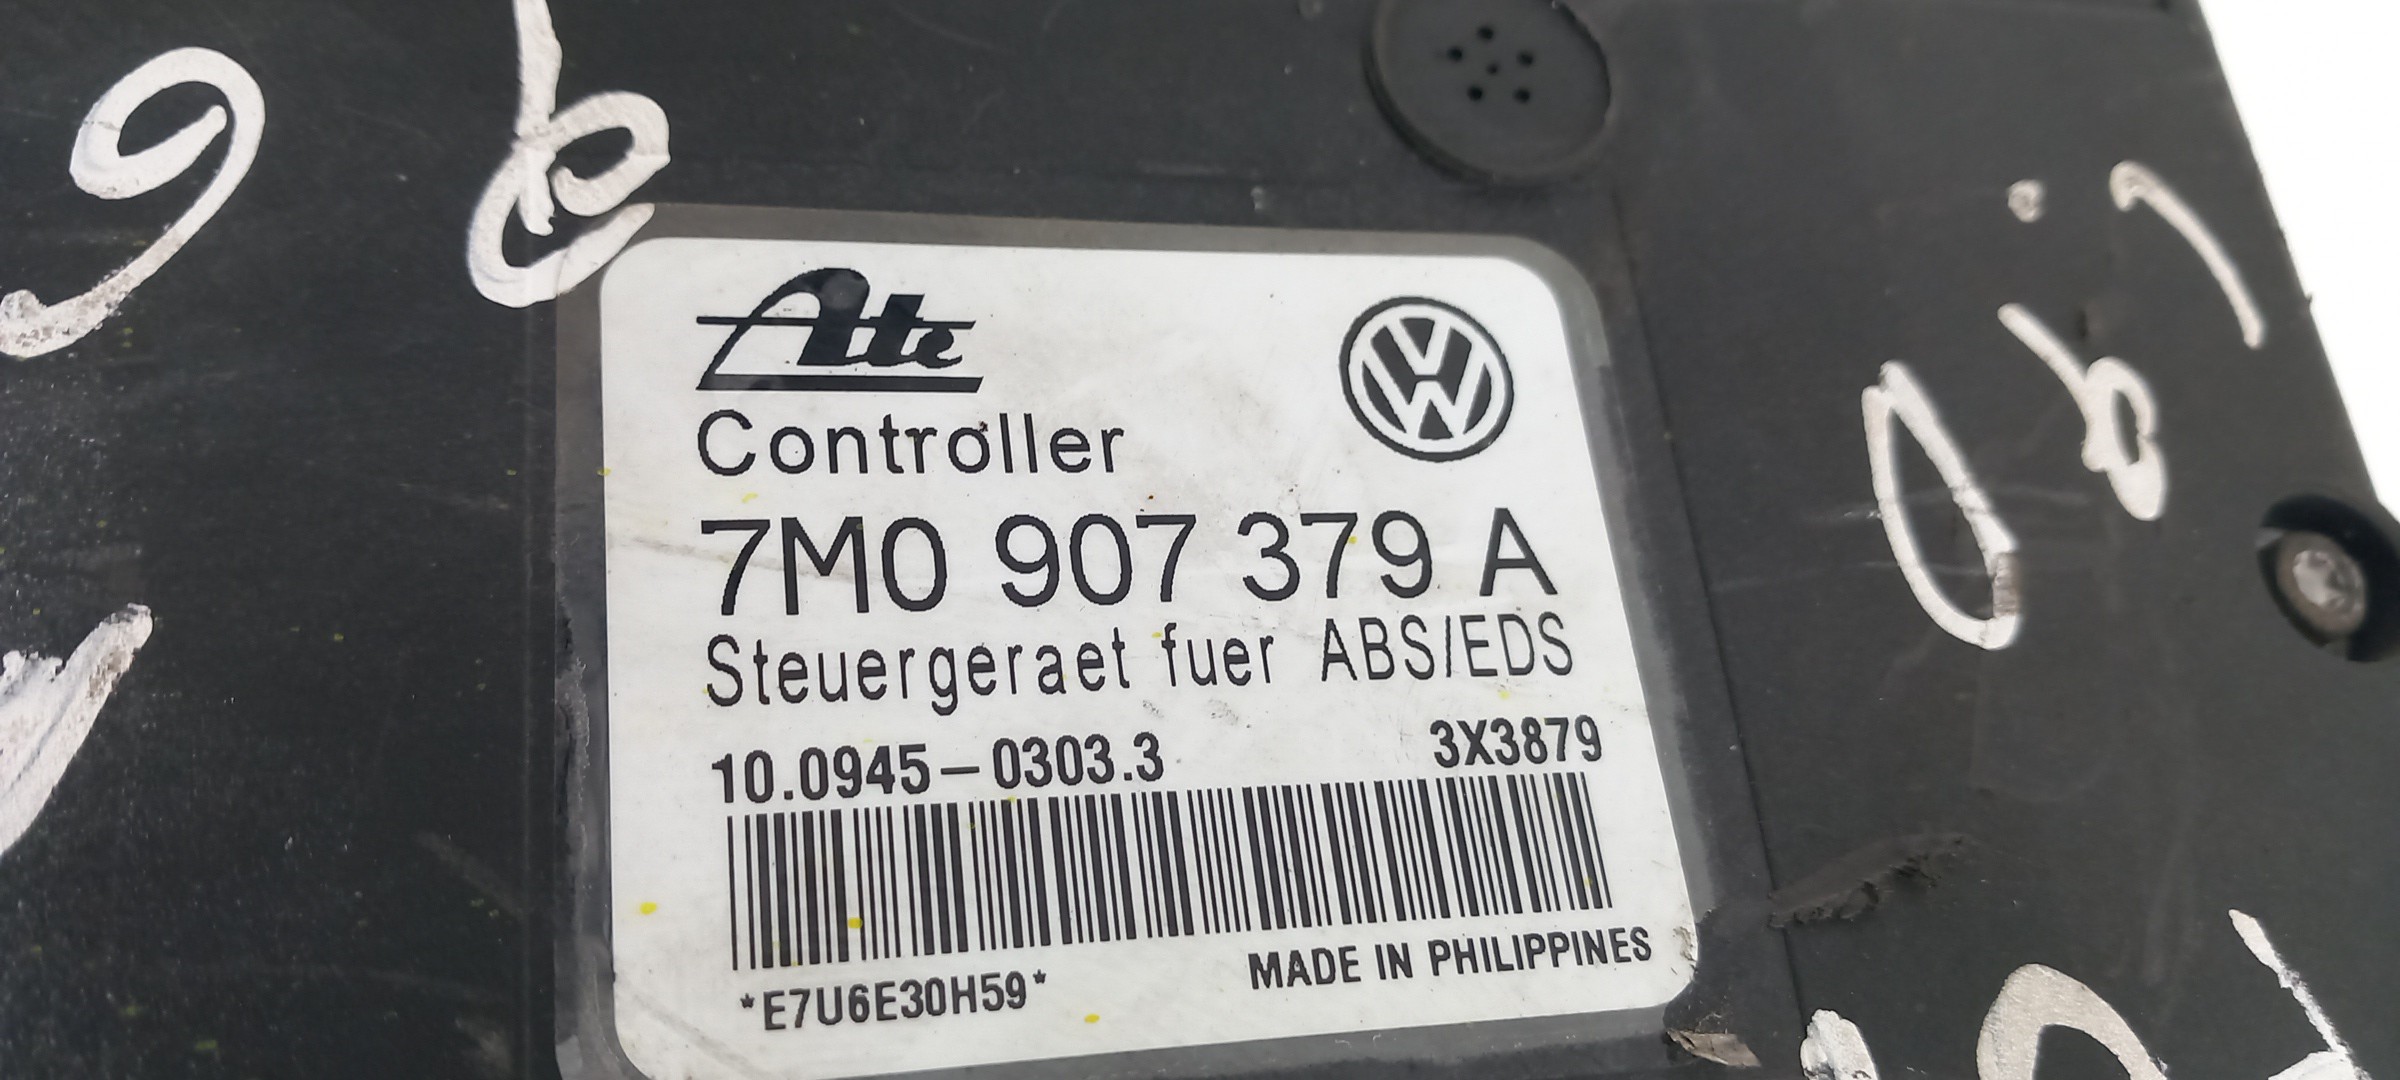 Ate
Controller
7M0 907 379 A
Steuergeraet fuer ABS/EDS
10.0945-0303.3 3X3879
*E7U6E30H59*
MADE IN PHILIPPINES